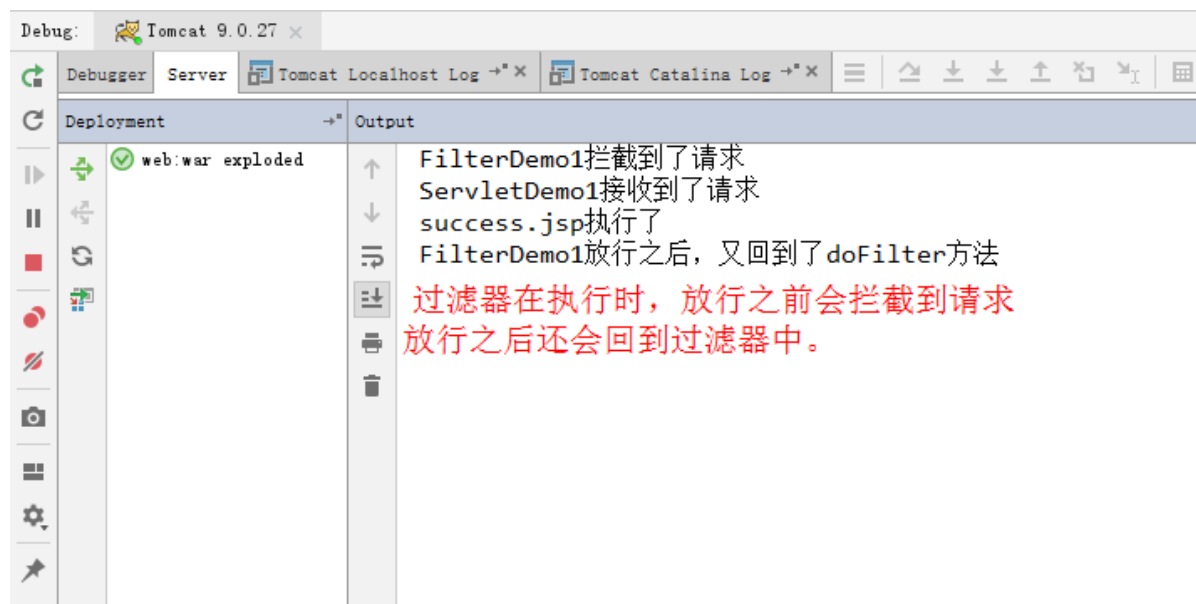 Debug: Tomcat 9.0.27
Debugger Server Tomcat Localhost Log Tomcat Catalina Log
Deployment Output
web:war exploded
FilterDemo1拦截到了请求
ServletDemo1接收到了请求
success.jsp执行了
FilterDemo1放行之后，又回到了doFilter方法
过滤器在执行时，放行之前会拦截到请求
放行之后还会回到过滤器中。